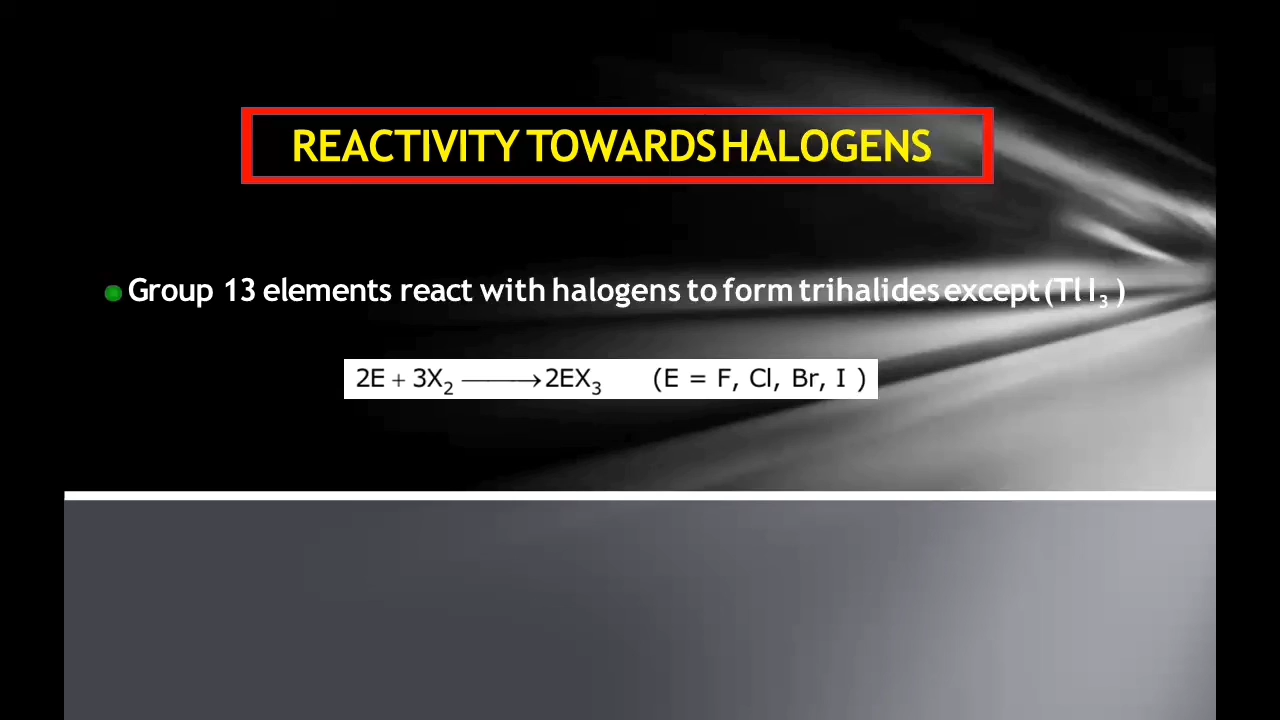 REACTIVITY TOWARDS HALOGENS
Group 13 elements react with halogens to form trihalides except (Tl I₃ )
2E + 3X₂ ⟶ 2EX₃ (E = F, Cl, Br, I )